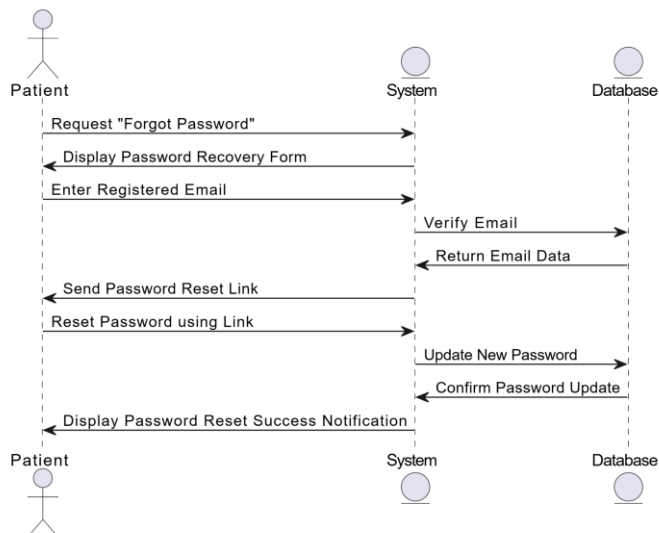 Patient System Database
Request "Forgot Password"
Display Password Recovery Form
Enter Registered Email
Verify Email
Return Email Data
Send Password Reset Link
Reset Password using Link
Update New Password
Confirm Password Update
Display Password Reset Success Notification
Patient System Database